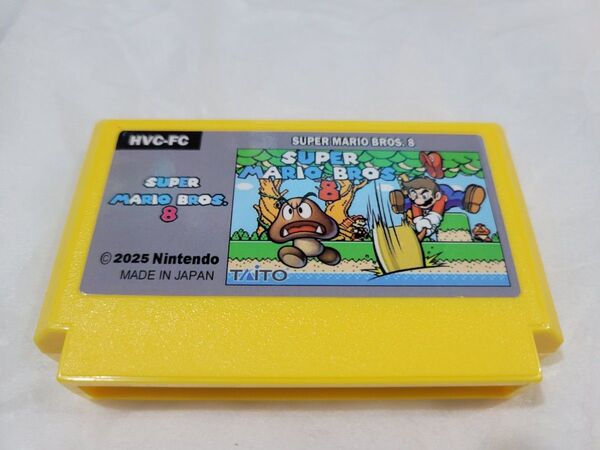 HVC-FC
SUPER
MARIO BROS.
8
© 2025 Nintendo
MADE IN JAPAN
SUPER MARIO BROS. 8
SUPER
MARIO BROS.
8
TAITO